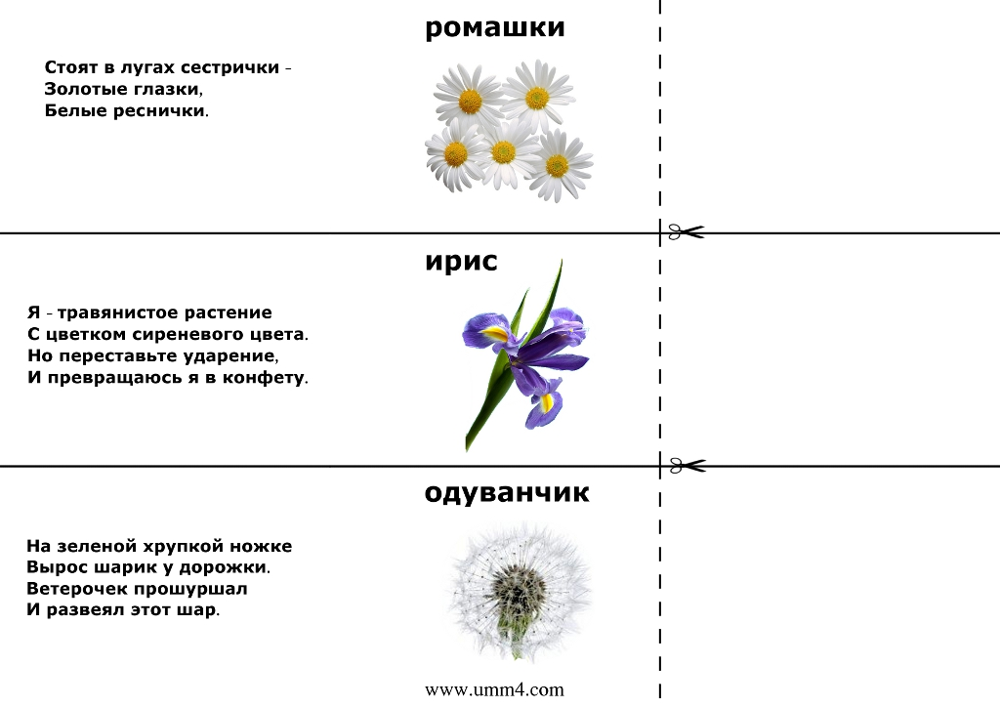 ромашки
Стоят в лугах сестрички -
Золотые глазки,
Белые реснички.
ирис
Я - травянистое растение
С цветком сиреневого цвета.
Но переставьте ударение,
И превращаюсь я в конфету.
одуванчик
На зеленой хрупкой ножке
Вырос шарик у дорожки.
Ветерочек прошуршал
И развеял этот шар.
www.umm4.com